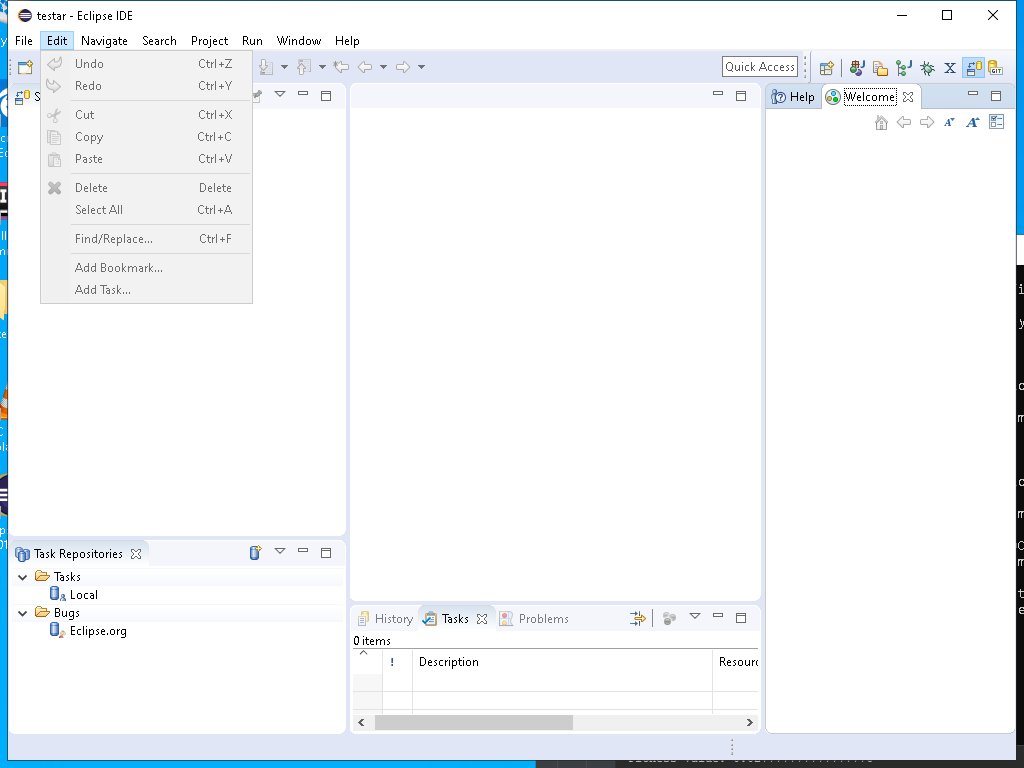 testar - Eclipse IDE
File Edit Navigate Search Project Run Window Help
Quick Access
Undo Ctrl+Z
Redo Ctrl+Y
Cut Ctrl+X
Copy Ctrl+C
Paste Ctrl+V
Delete Delete
Select All Ctrl+A
Find/Replace... Ctrl+F
Add Bookmark...
Add Task...
Help Welcome
Task Repositories
Tasks
Local
Bugs
Eclipse.org
History Tasks Problems
0 items
! Description Resourc